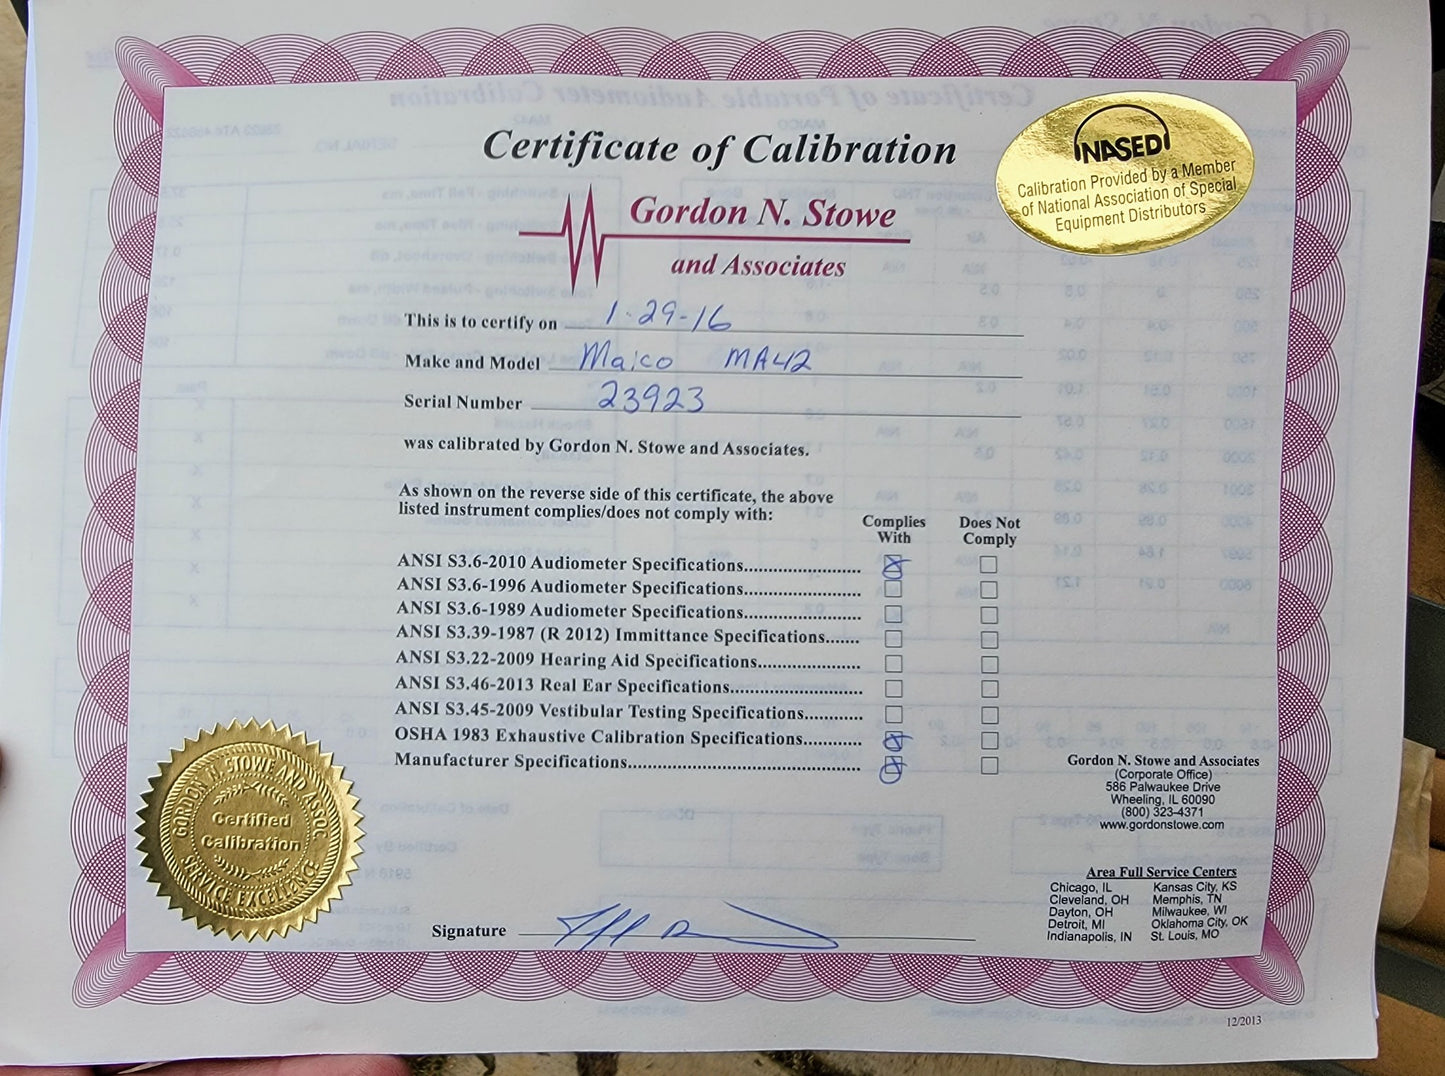 Certificate of Calibration
NASED
Calibration Provided by a Member
of National Association of Special
Equipment Distributors
Gordon N. Stowe
and Associates
This is to certify on 1-29-16
Make and Model Maico MA42
Serial Number 23923
was calibrated by Gordon N. Stowe and Associates.
As shown on the reverse side of this certificate, the above
listed instrument complies/does not comply with:
Complies With Does Not Comply
ANSI S3.6-2010 Audiometer Specifications
ANSI S3.6-1996 Audiometer Specifications
ANSI S3.6-1989 Audiometer Specifications
ANSI S3.39-1987 (R 2012) Immittance Specifications
ANSI S3.22-2009 Hearing Aid Specifications
ANSI S3.46-2013 Real Ear Specifications
ANSI S3.45-2009 Vestibular Testing Specifications
OSHA 1983 Exhaustive Calibration Specifications
Manufacturer Specifications
Gordon N. Stowe and Associates
(Corporate Office)
586 Palwaukee Drive
Wheeling, IL 60090
(800) 323-4371
www.gordonstowe.com
GORDON N. STOWE AND ASSOC.
Certified
Calibration
SERVICE EXCELLENCE
Area Full Service Centers
Chicago, IL Kansas City, KS
Cleveland, OH Memphis, TN
Dayton, OH Milwaukee, WI
Detroit, MI Oklahoma City, OK
Indianapolis, IN St. Louis, MO
Signature
12/2013